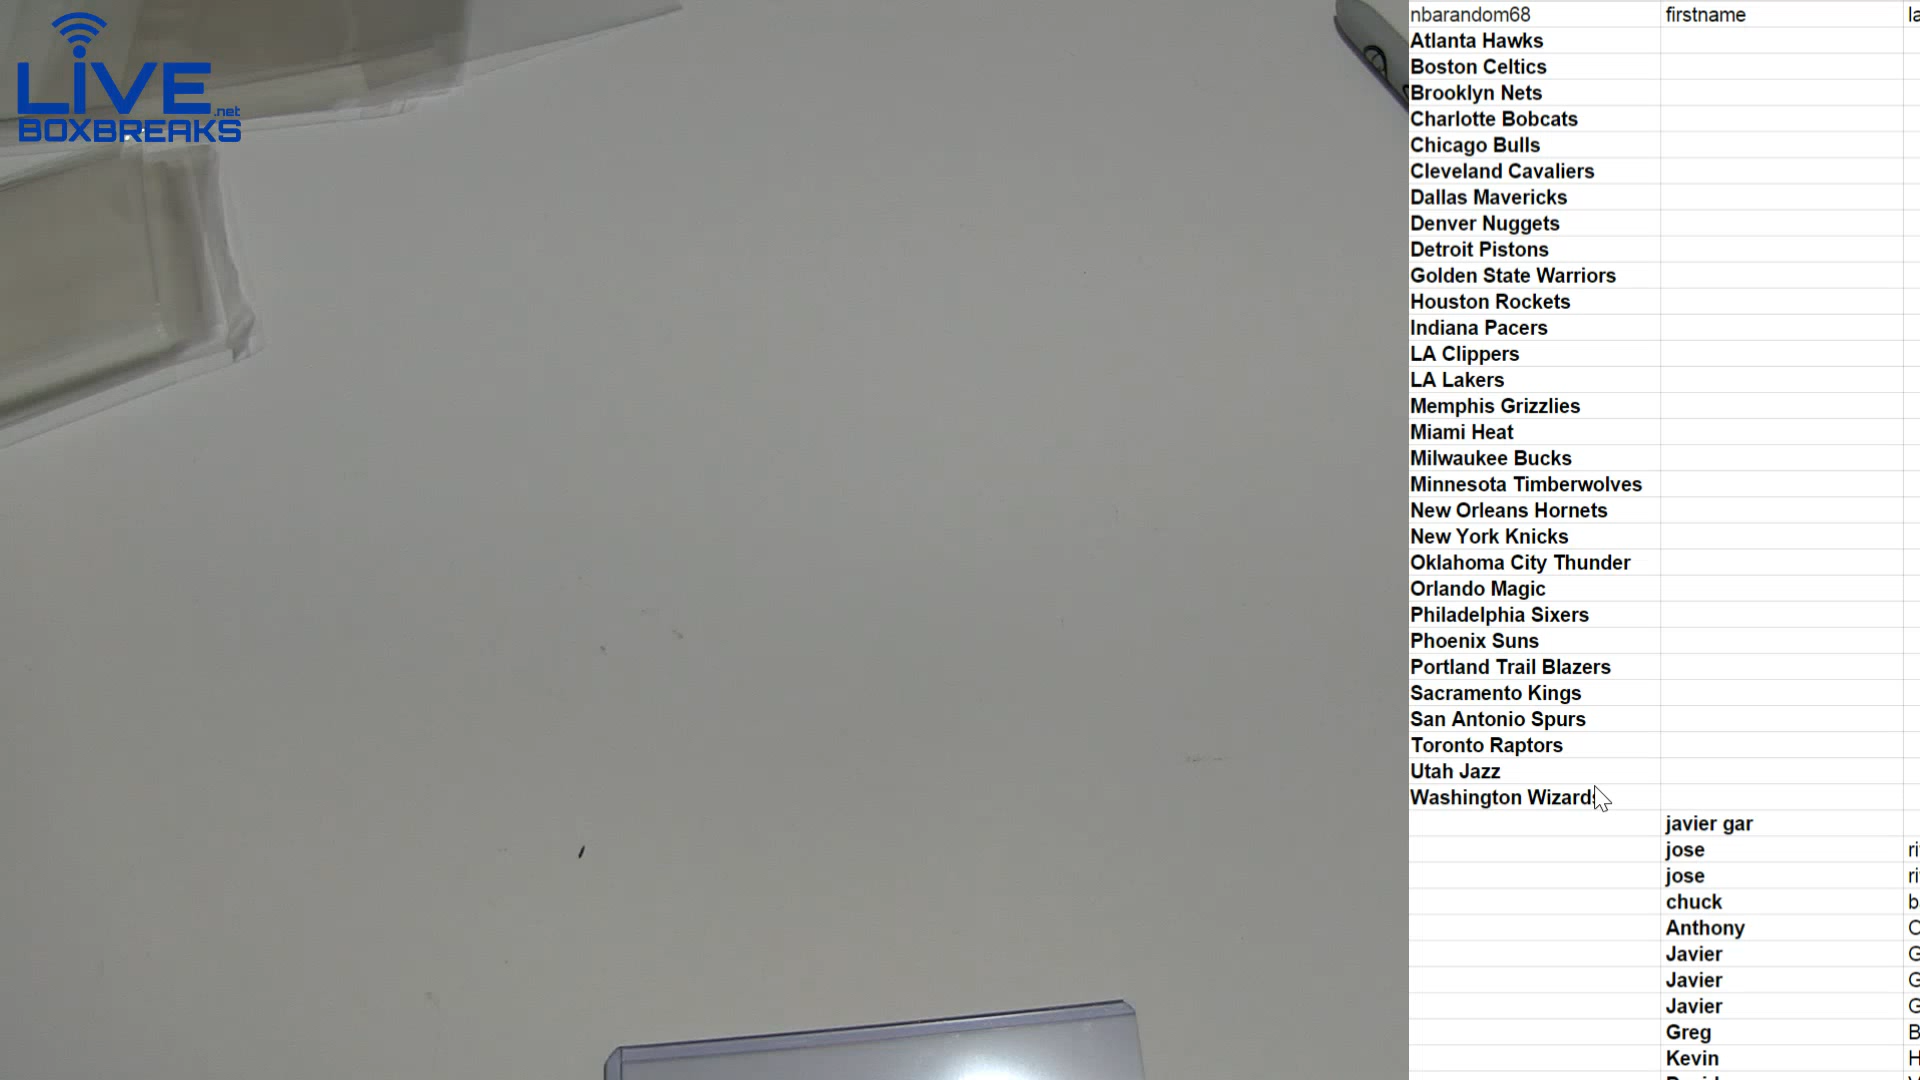 LiVE.net
BOXBREAKS
nbarandom68 firstname
Atlanta Hawks
Boston Celtics
Brooklyn Nets
Charlotte Bobcats
Chicago Bulls
Cleveland Cavaliers
Dallas Mavericks
Denver Nuggets
Detroit Pistons
Golden State Warriors
Houston Rockets
Indiana Pacers
LA Clippers
LA Lakers
Memphis Grizzlies
Miami Heat
Milwaukee Bucks
Minnesota Timberwolves
New Orleans Hornets
New York Knicks
Oklahoma City Thunder
Orlando Magic
Philadelphia Sixers
Phoenix Suns
Portland Trail Blazers
Sacramento Kings
San Antonio Spurs
Toronto Raptors
Utah Jazz
Washington Wizards
javier gar
jose
jose
chuck
Anthony
Javier
Javier
Javier
Greg
Kevin